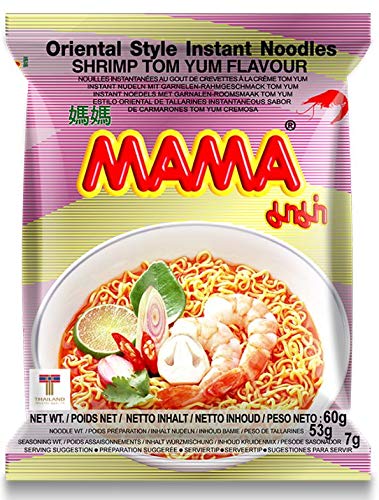 Oriental Style Instant Noodles
SHRIMP TOM YUM FLAVOUR
NOUILLES INSTANTANÉES AU GOUT DE CREVETTES À LA CRÈME TOM YUM
INSTANT NUDELN MIT GARNELEN-RAHMGESCHMACK TOM YUM
INSTANT NOEDELS MET GARNALEN-ROOMSMAAK TOM YUM
ESTILO ORIENTAL DE TALLARINES INSTANTANEAS SABOR
DE CARMARONES TOM YUM CREMOSA
媽媽
MAMA®
มาม่า
THAILAND
NET WT. / POIDS NET / NETTO INHALT / NETTO INHOUD / PESO NETO : 60g
NOODLE WT. / POIDS PRÉPARATION / INHALT NUDELN / INHOUD BAMIE / PESO DE TALLARINES 53g
SEASONING WT. / POIDS ASSAISONNEMENTS / INHALT WÜRZMISCHUNG / INHOUD KRUIDENMIX / PESODE SASONADOR 7g
SERVING SUGGESTION • PRÉPARATION SUGGÉRÉE • SERVIERTIP • SERVEERTIP • SUGESTIONES PARA SERVIR